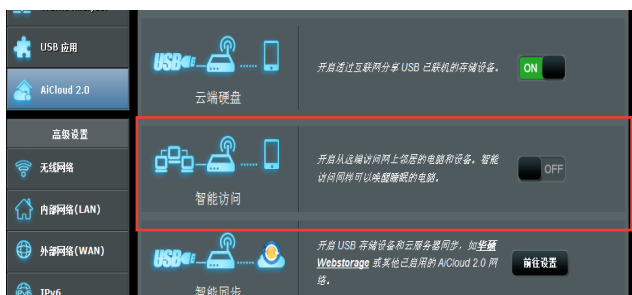 USB 应用
AiCloud 2.0
高级设置
无线网络
内部网络(LAN)
外部网络(WAN)
IPv6
USB
云端硬盘
开启透过互联网分享 USB 已联机的存储设备。
ON
智能访问
开启从远端访问网上邻居的电脑和设备。智能
访问同样可以唤醒睡眠的电脑。
OFF
USB
智能同步
开启 USB 存储设备和云服务器同步，如华硕
Webstorage 或其他已启用的 AiCloud 2.0 网
络。
前往设置